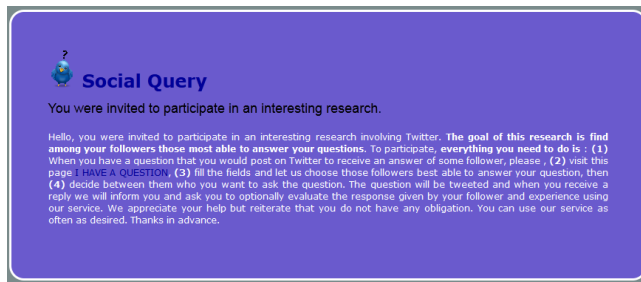 ?
Social Query
You were invited to participate in an interesting research.
Hello, you were invited to participate in an interesting research involving Twitter. The goal of this research is find
among your followers those most able to answer your questions. To participate, everything you need to do is : (1)
When you have a question that you would post on Twitter to receive an answer of some follower, please , (2) visit this
page I HAVE A QUESTION, (3) fill the fields and let us choose those followers best able to answer your question, then
(4) decide between them who you want to ask the question. The question will be tweeted and when you receive a
reply we will inform you and ask you to optionally evaluate the response given by your follower and experience using
our service. We appreciate your help but reiterate that you do not have any obligation. You can use our service as
often as desired. Thanks in advance.